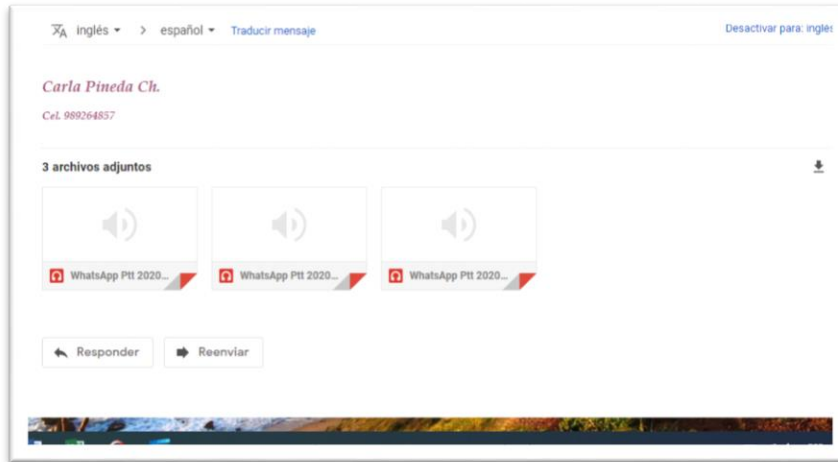 inglés > español Traducir mensaje Desactivar para: inglés
Carla Pineda Ch.
Cel. 989264857
3 archivos adjuntos
WhatsApp Ptt 2020... WhatsApp Ptt 2020... WhatsApp Ptt 2020...
Responder Reenviar